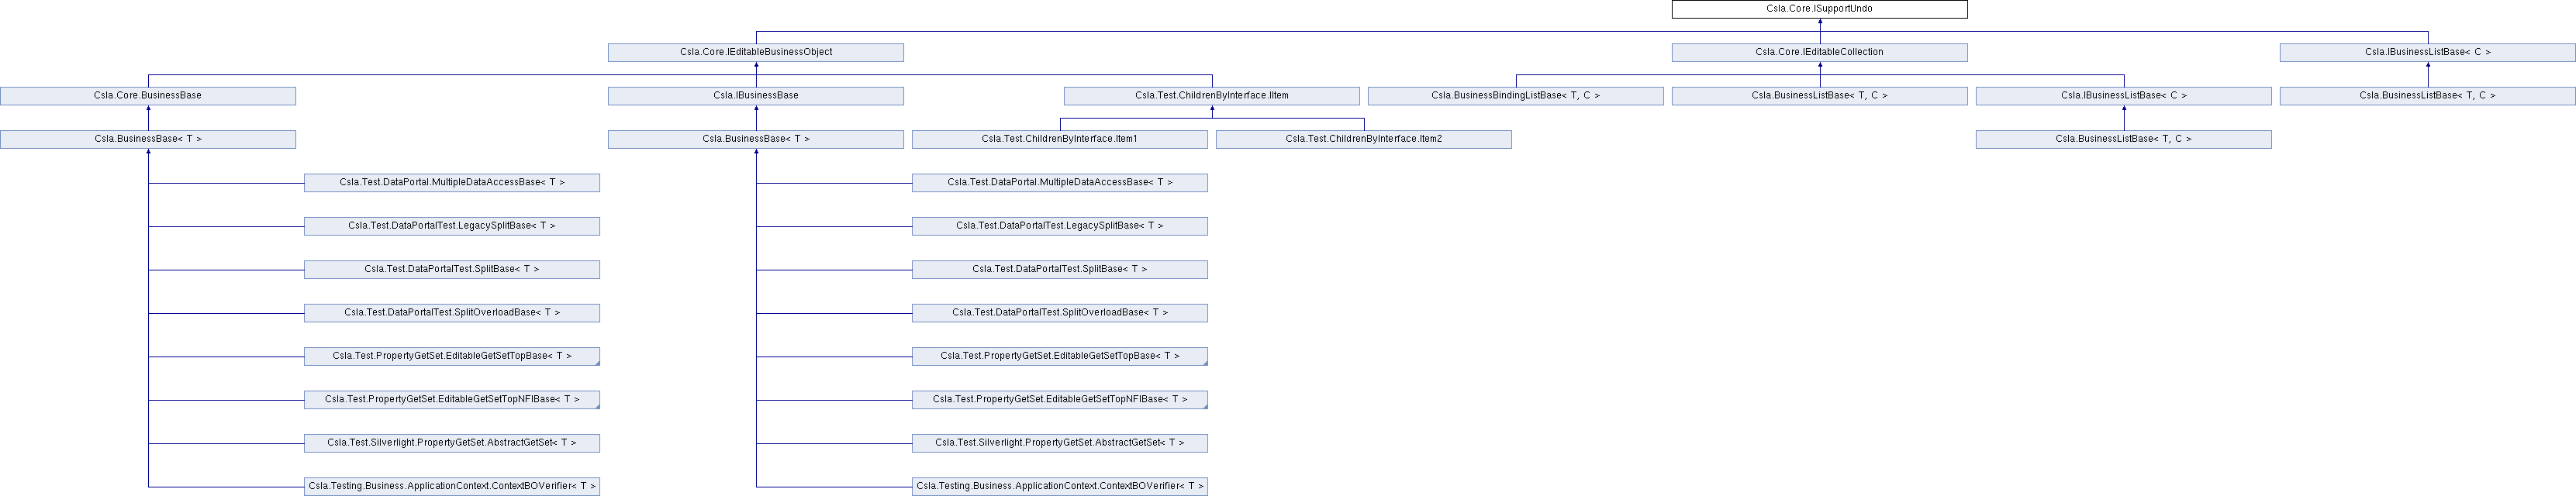 Csla.Core.ISupportUndo
Csla.Core.IEditableBusinessObject
Csla.Core.IEditableCollection
Csla.IBusinessListBase< C >
Csla.Core.BusinessBase
Csla.IBusinessBase
Csla.Test.ChildrenByInterface.IItem
Csla.BusinessBindingListBase< T, C >
Csla.BusinessListBase< T, C >
Csla.IBusinessListBase< C >
Csla.BusinessListBase< T, C >
Csla.BusinessBase< T >
Csla.BusinessBase< T >
Csla.Test.ChildrenByInterface.Item1
Csla.Test.ChildrenByInterface.Item2
Csla.BusinessListBase< T, C >
Csla.Test.DataPortal.MultipleDataAccessBase< T >
Csla.Test.DataPortal.MultipleDataAccessBase< T >
Csla.Test.DataPortalTest.LegacySplitBase< T >
Csla.Test.DataPortalTest.LegacySplitBase< T >
Csla.Test.DataPortalTest.SplitBase< T >
Csla.Test.DataPortalTest.SplitBase< T >
Csla.Test.DataPortalTest.SplitOverloadBase< T >
Csla.Test.DataPortalTest.SplitOverloadBase< T >
Csla.Test.PropertyGetSet.EditableGetSetTopBase< T >
Csla.Test.PropertyGetSet.EditableGetSetTopBase< T >
Csla.Test.PropertyGetSet.EditableGetSetTopNFIBase< T >
Csla.Test.PropertyGetSet.EditableGetSetTopNFIBase< T >
Csla.Test.Silverlight.PropertyGetSet.AbstractGetSet< T >
Csla.Test.Silverlight.PropertyGetSet.AbstractGetSet< T >
Csla.Testing.Business.ApplicationContext.ContextBOVerifier< T >
Csla.Testing.Business.ApplicationContext.ContextBOVerifier< T >